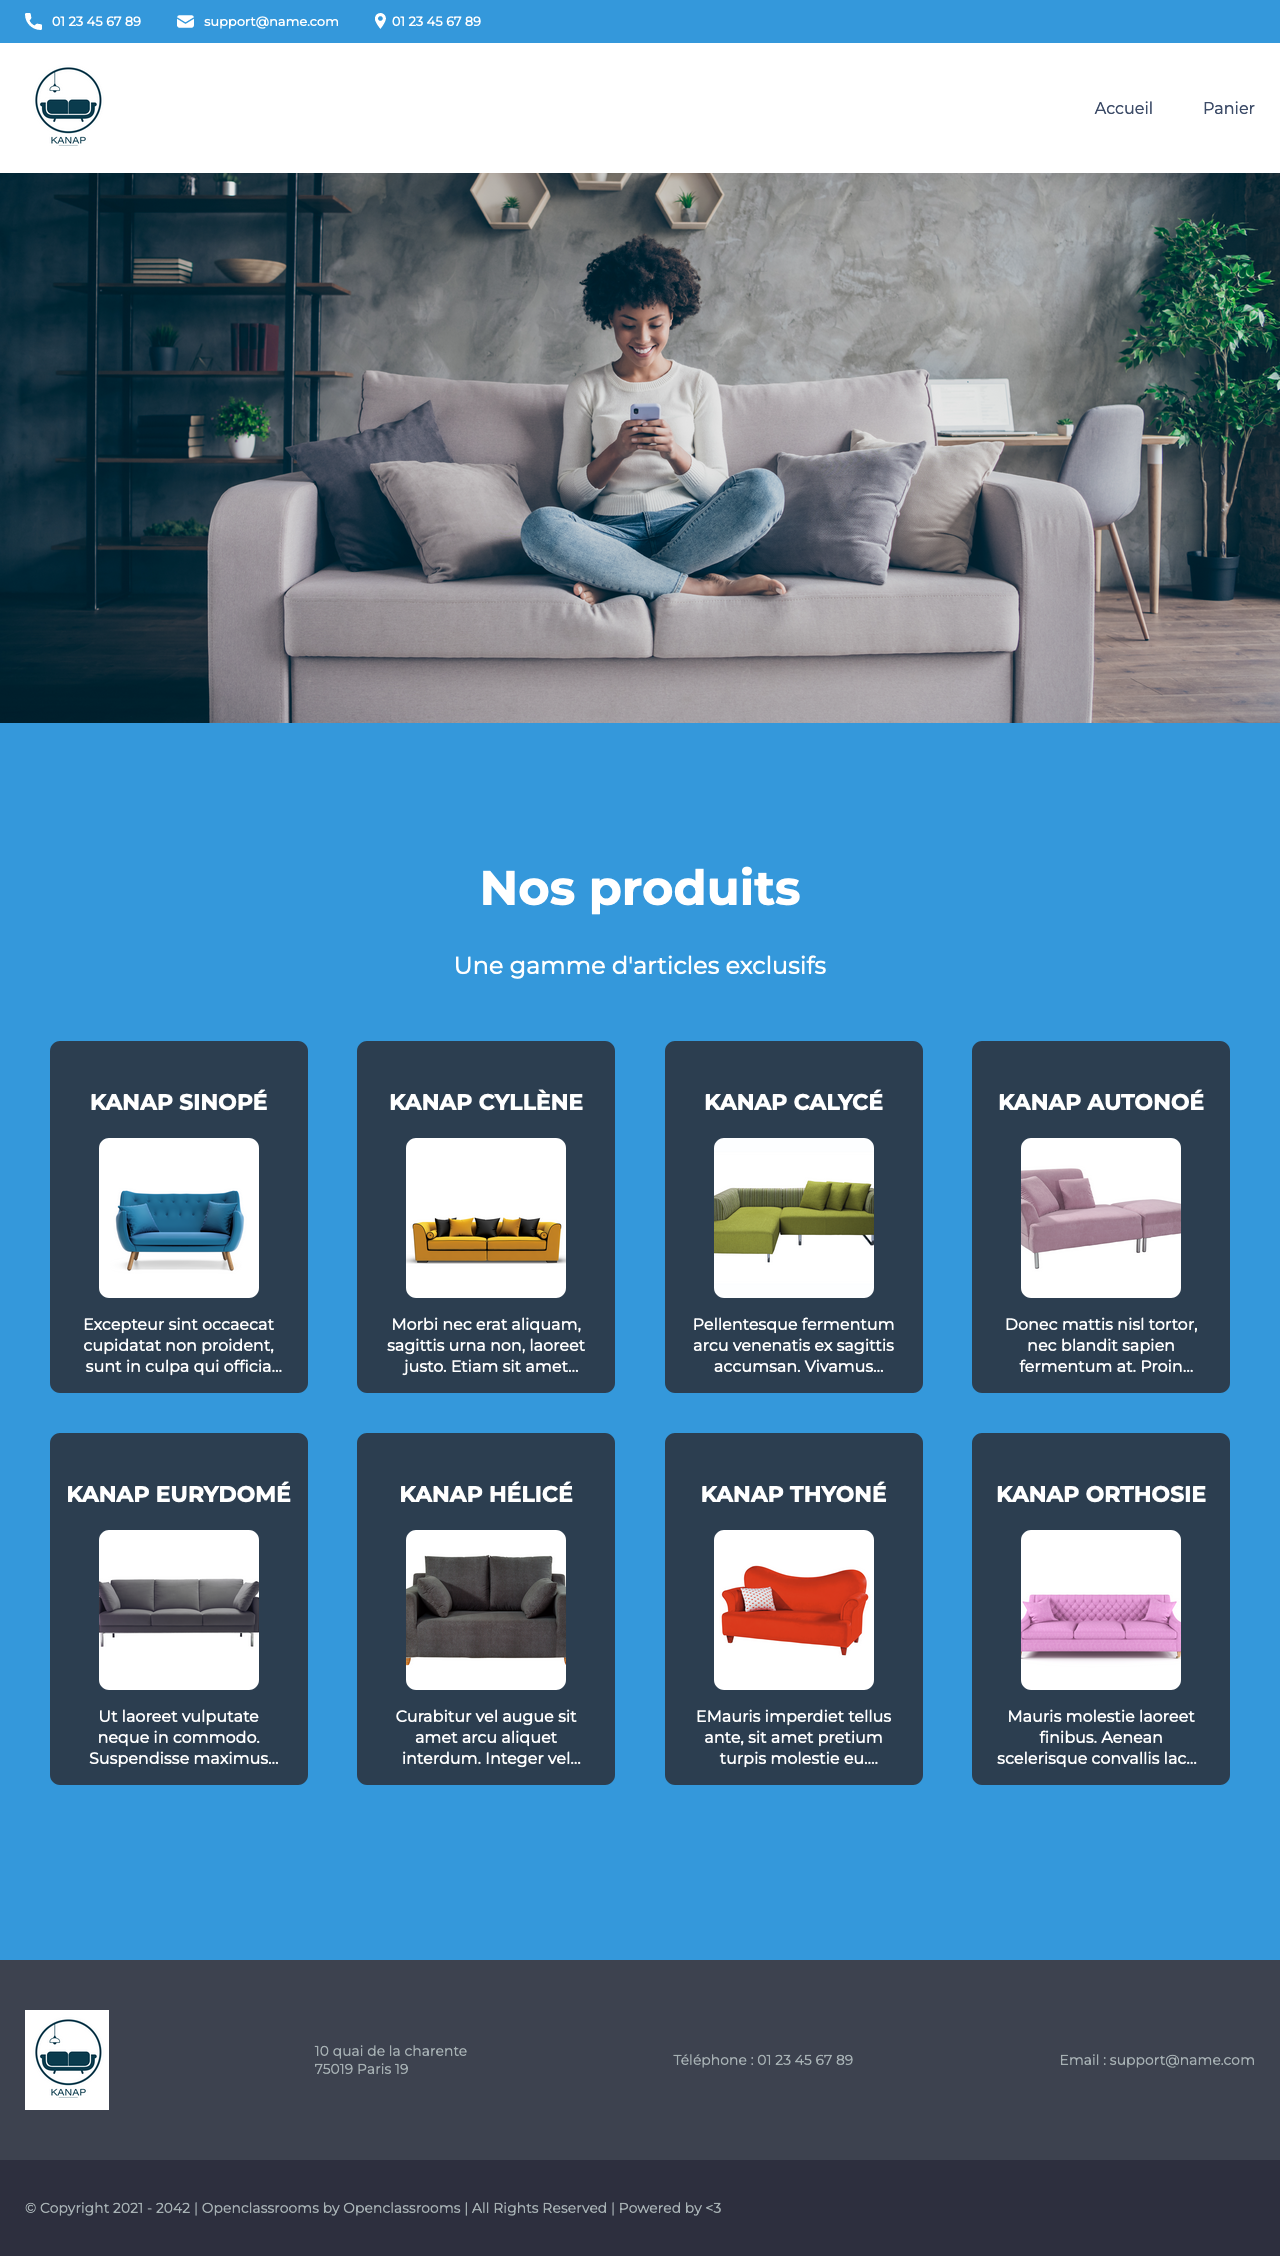 01 23 45 67 89
support@name.com
01 23 45 67 89
KANAP
Accueil
Panier
Nos produits
Une gamme d'articles exclusifs
KANAP SINOPÉ
Excepteur sint occaecat
cupidatat non proident,
sunt in culpa qui officia...
KANAP CYLLÈNE
Morbi nec erat aliquam,
sagittis urna non, laoreet
justo. Etiam sit amet...
KANAP CALYCÉ
Pellentesque fermentum
arcu venenatis ex sagittis
accumsan. Vivamus...
KANAP AUTONOÉ
Donec mattis nisl tortor,
nec blandit sapien
fermentum at. Proin...
KANAP EURYDOMÉ
Ut laoreet vulputate
neque in commodo.
Suspendisse maximus...
KANAP HÉLICÉ
Curabitur vel augue sit
amet arcu aliquet
interdum. Integer vel...
KANAP THYONÉ
EMauris imperdiet tellus
ante, sit amet pretium
turpis molestie eu....
KANAP ORTHOSIE
Mauris molestie laoreet
finibus. Aenean
scelerisque convallis lac...
KANAP
10 quai de la charente
75019 Paris 19
Téléphone : 01 23 45 67 89
Email : support@name.com
© Copyright 2021 - 2042 | Openclassrooms by Openclassrooms | All Rights Reserved | Powered by <3